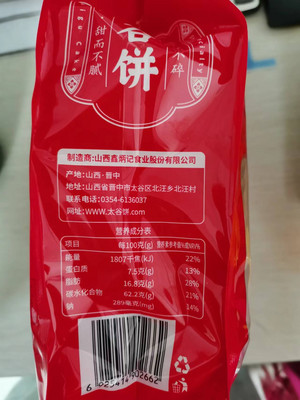 谷
饼
甜而不腻
不碎
制造商:山西鑫炳记食业股份有限公司
产地:山西·晋中
地址:山西省晋中市太谷区北汪乡北汪村
联系电话:0354-6136037
网址:www.太谷饼.com
营养成分表
项目 每100克(g) 营养素参考值%或NRV%
能量 1807千焦(kJ) 22%
蛋白质 7.5克(g) 13%
脂肪 16.8克(g) 28%
碳水化合物 62.2克(g) 21%
钠 289毫克(mg) 14%